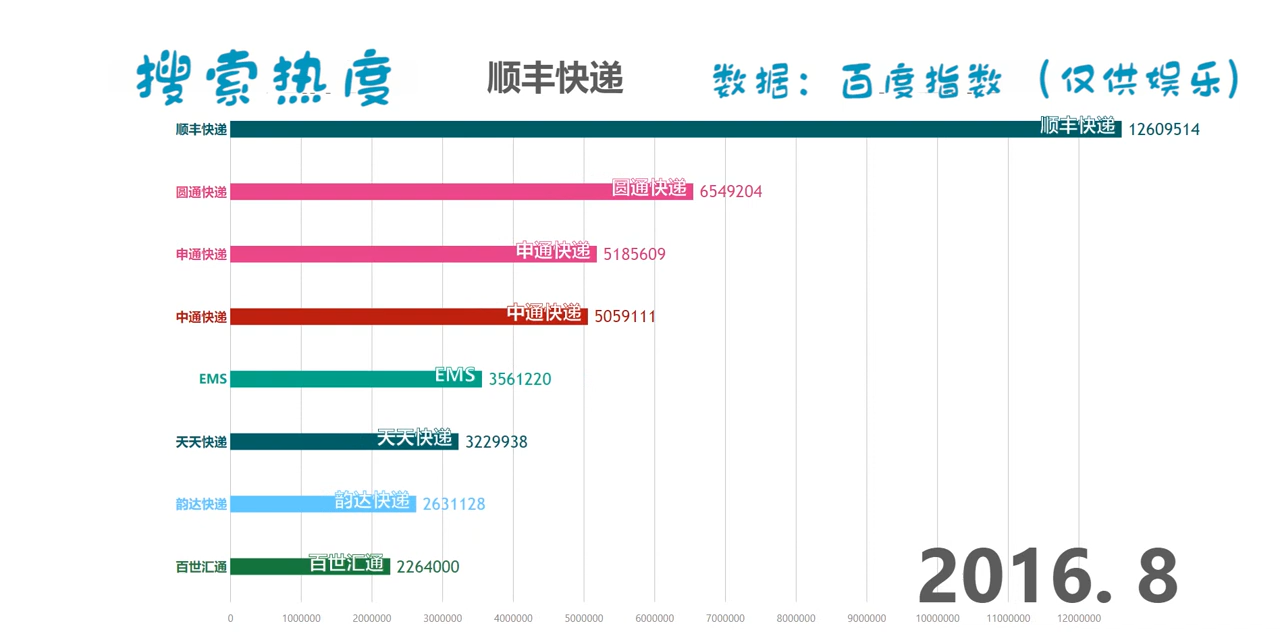 搜索热度 顺丰快递 数据：百度指数（仅供娱乐）
顺丰快递 顺丰快递 12609514
圆通快递 圆通快递 6549204
申通快递 申通快递 5185609
中通快递 中通快递 5059111
EMS EMS 3561220
天天快递 天天快递 3229938
韵达快递 韵达快递 2631128
百世汇通 百世汇通 2264000
2016. 8
0 1000000 2000000 3000000 4000000 5000000 6000000 7000000 8000000 9000000 10000000 11000000 12000000